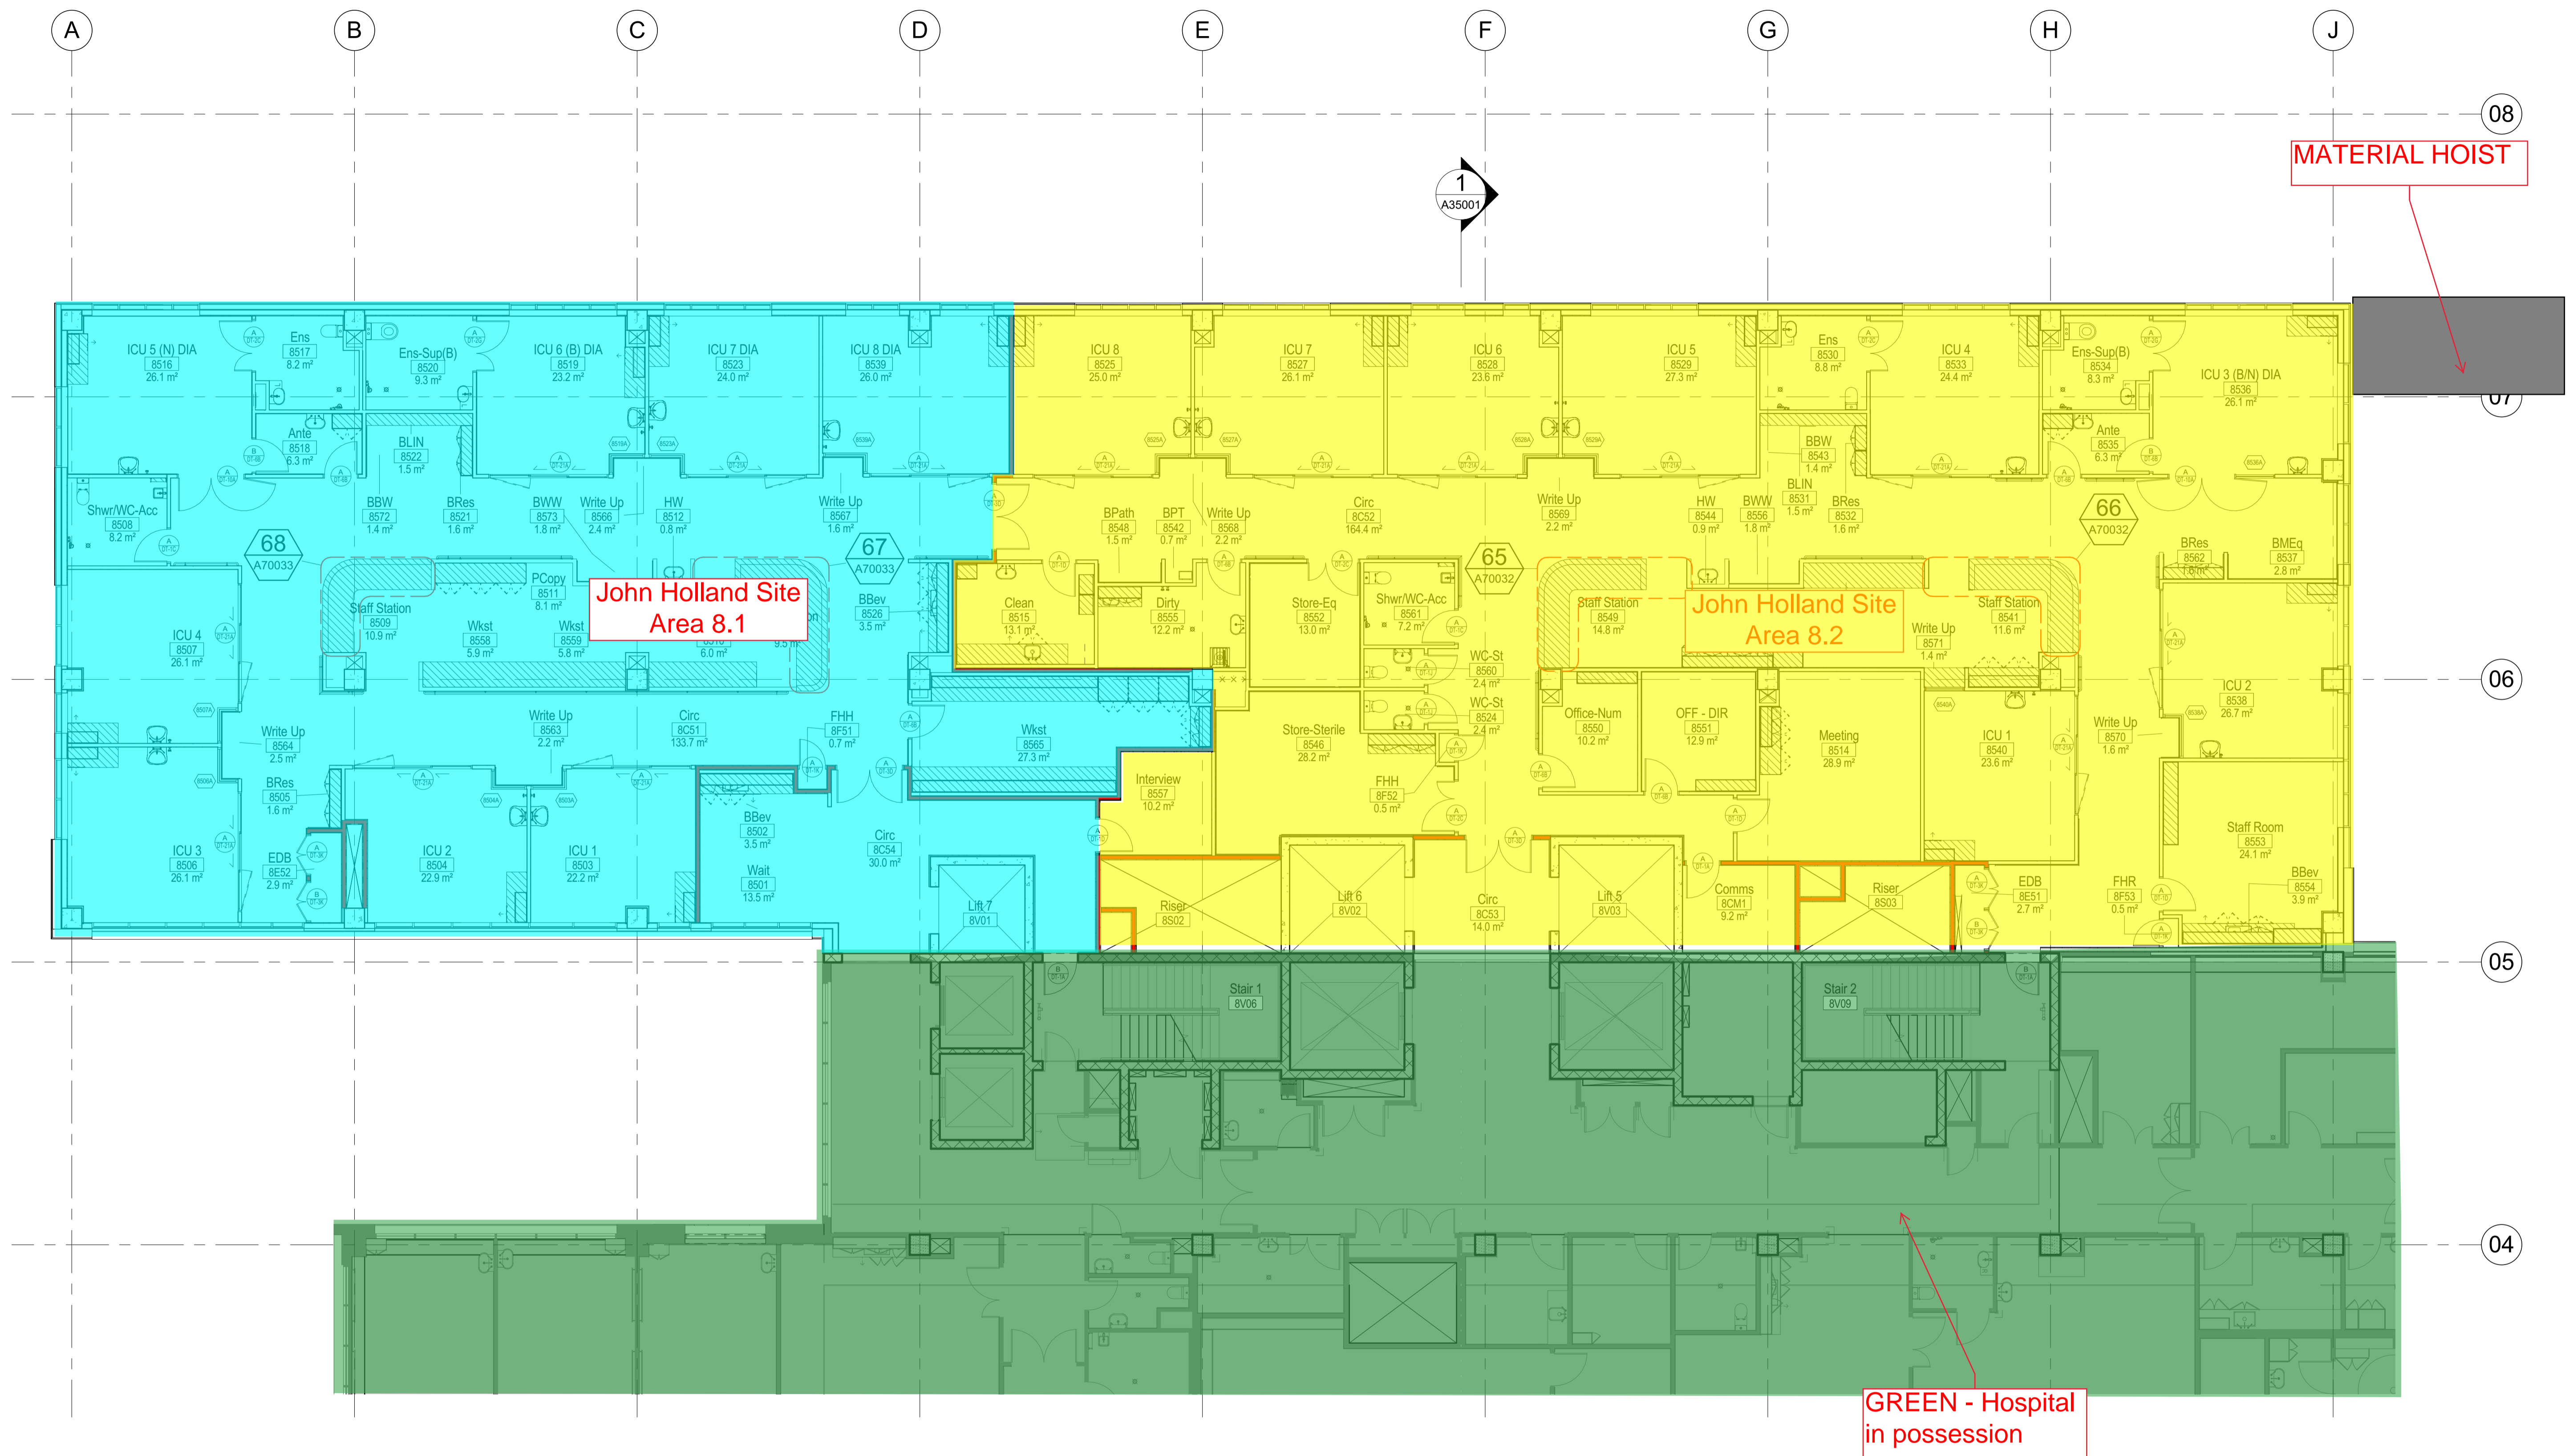 A B C D E F G H J
08
MATERIAL HOIST
1
A35001
07
ICU 5 (N) DIA
8516
26.1 m²
Ens
8517
8.2 m²
Ens-Sup(B)
8520
9.3 m²
ICU 6 (B) DIA
8519
23.2 m²
ICU 7 DIA
8523
24.0 m²
ICU 8 DIA
8539
26.0 m²
ICU 8
8525
25.0 m²
ICU 7
8527
26.1 m²
ICU 6
8528
23.6 m²
ICU 5
8529
27.3 m²
Ens
8530
8.8 m²
ICU 4
8533
24.4 m²
Ens-Sup(B)
8534
8.3 m²
ICU 3 (B/N) DIA
8536
26.1 m²
Ante
8518
6.3 m²
BLIN
8522
1.5 m²
8519A
8523A
8539A
8525A
8527A
8528A
8529A
BBW
8543
1.4 m²
Ante
8535
6.3 m²
8536A
Shwr/WC-Acc
8508
8.2 m²
BBW
8572
1.4 m²
BRes
8521
1.6 m²
BWW
8573
1.8 m²
Write Up
8566
2.4 m²
HW
8512
0.8 m²
Write Up
8567
1.6 m²
BPath
8548
1.5 m²
BPT
8542
0.7 m²
Write Up
8568
2.2 m²
Circ
8C52
164.4 m²
Write Up
8569
2.2 m²
HW
8544
0.9 m²
BWW
8556
1.8 m²
BLIN
8531
1.5 m²
BRes
8532
1.6 m²
68
A70033
67
A70033
65
A70032
66
A70032
BRes
8562
1.6 m²
BMEq
8537
2.8 m²
Staff Station
8509
10.9 m²
PCopy
8511
8.1 m²
Wkst
8558
5.9 m²
Wkst
8559
5.8 m²
John Holland Site
Area 8.1
6.0 m²
9.5 m²
BBev
8526
3.5 m²
Clean
8515
13.1 m²
Dirty
8555
12.2 m²
Store-Eq
8552
13.0 m²
Shwr/WC-Acc
8561
7.2 m²
Staff Station
8549
14.8 m²
John Holland Site
Area 8.2
Staff Station
8541
11.6 m²
Write Up
8571
1.4 m²
ICU 4
8507
26.1 m²
8507A
WC-St
8560
2.4 m²
WC-St
8524
2.4 m²
06
Write Up
8564
2.5 m²
Write Up
8563
2.2 m²
Circ
8C51
133.7 m²
FHH
8F51
0.7 m²
Wkst
8565
27.3 m²
Store-Sterile
8546
28.2 m²
Office-Num
8550
10.2 m²
OFF - DIR
8551
12.9 m²
Meeting
8514
28.9 m²
8540A
ICU 1
8540
23.6 m²
Write Up
8570
1.6 m²
ICU 2
8538
26.7 m²
8538A
8506A
BRes
8505
1.6 m²
8504A
8503A
Interview
8557
10.2 m²
FHH
8F52
0.5 m²
ICU 3
8506
26.1 m²
EDB
8E52
2.9 m²
ICU 2
8504
22.9 m²
ICU 1
8503
22.2 m²
BBev
8502
3.5 m²
Wait
8501
13.5 m²
Circ
8C54
30.0 m²
Lift 7
8V01
Riser
8S02
Lift 6
8V02
Circ
8C53
14.0 m²
Lift 5
8V03
Comms
8CM1
9.2 m²
Riser
8S03
EDB
8E51
2.7 m²
FHR
8F53
0.5 m²
Staff Room
8553
24.1 m²
BBev
8554
3.9 m²
05
Stair 1
8V06
Stair 2
8V09
04
GREEN - Hospital
in possession